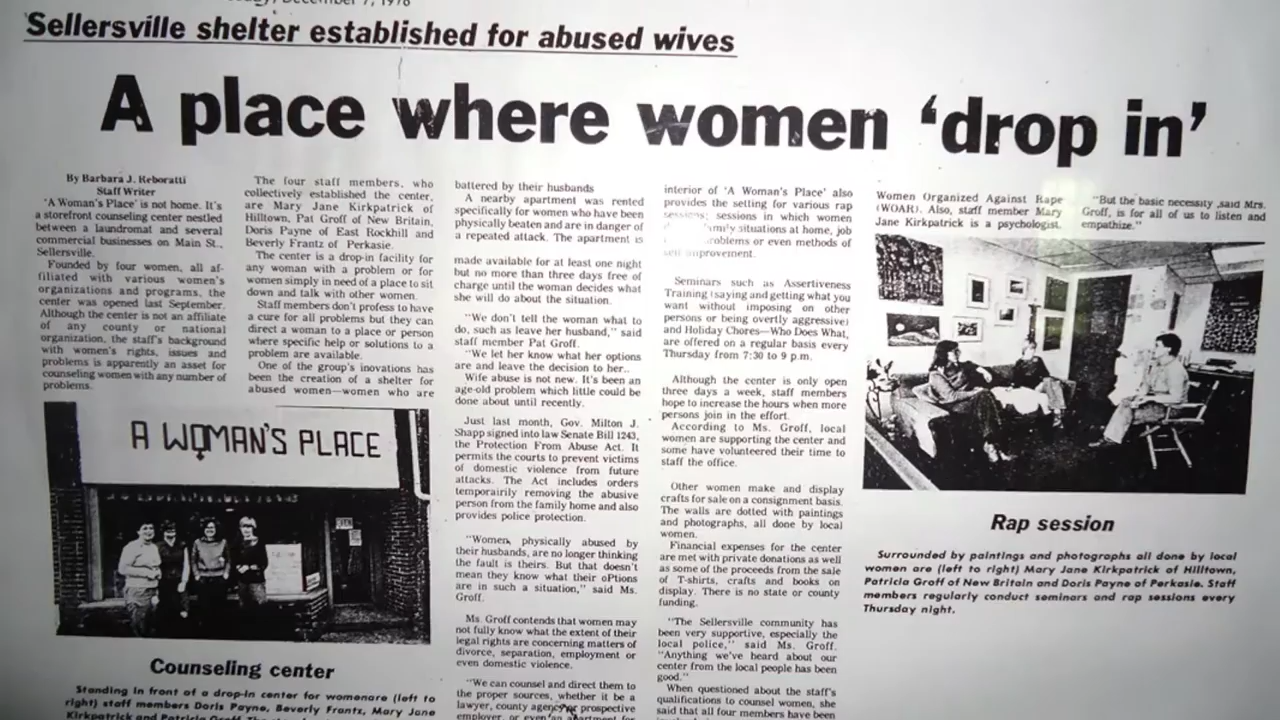 December 7, 1976
Sellersville shelter established for abused wives
A place where women ‘drop in’
By Barbara J. Reboratti
Staff Writer
‘A Woman's Place’ is not home. It's
a storefront counseling center nestled
between a laundromat and several
commercial businesses on Main St.,
Sellersville.
Founded by four women, all af-
filiated with various women's
organizations and programs, the
center was opened last September.
Although the center is not an affiliate
of any county or national
organization, the staff's background
with women's rights, issues and
problems is apparently an asset for
counseling women with any number of
problems.
A WOMAN'S PLACE
Counseling center
Standing in front of a drop-in center for womenare (left to
right) staff members Doris Payne, Beverly Frantz, Mary Jane
Kirkpatrick and Patricia Groff. The
The four staff members, who
collectively established the center,
are Mary Jane Kirkpatrick of
Hilltown, Pat Groff of New Britain,
Doris Payne of East Rockhill and
Beverly Frantz of Perkasie.
The center is a drop-in facility for
any woman with a problem or for
women simply in need of a place to sit
down and talk with other women.
Staff members don't profess to have
a cure for all problems but they can
direct a woman to a place or person
where specific help or solutions to a
problem are available.
One of the group's inovations has
been the creation of a shelter for
abused women—women who are
battered by their husbands
A nearby apartment was rented
specifically for women who have been
physically beaten and are in danger of
a repeated attack. The apartment is
made available for at least one night
but no more than three days free of
charge until the woman decides what
she will do about the situation.
“We don't tell the woman what to
do, such as leave her husband,” said
staff member Pat Groff.
“We let her know what her options
are and leave the decision to her..
Wife abuse is not new. It's been an
age-old problem which little could be
done about until recently.
Just last month, Gov. Milton J.
Shapp signed into law Senate Bill 1243,
the Protection From Abuse Act. It
permits the courts to prevent victims
of domestic violence from future
attacks. The Act includes orders
temporairily removing the abusive
person from the family home and also
provides police protection.
“Women, physically abused by
their husbands, are no longer thinking
the fault is theirs. But that doesn't
mean they know what their oPtions
are in such a situation,” said Ms.
Groff.
Ms. Groff contends that women may
not fully know what the extent of their
legal rights are concerning matters of
divorce, separation, employment or
even domestic violence.
“We can counsel and direct them to
the proper sources, whether it be a
lawyer, county agency or prospective
employer, or even an apartment for
interior of ‘A Woman's Place’ also
provides the setting for various rap
sessions; sessions in which women
family situations at home, job
problems or even methods of
self improvement.
Seminars such as Assertiveness
Training (saying and getting what you
want without imposing on other
persons or being overtly aggressive)
and Holiday Chores—Who Does What,
are offered on a regular basis every
Thursday from 7:30 to 9 p.m.
Although the center is only open
three days a week, staff members
hope to increase the hours when more
persons join in the effort.
According to Ms. Groff, local
women are supporting the center and
some have volunteered their time to
staff the office.
Other women make and display
crafts for sale on a consignment basis.
The walls are dotted with paintings
and photographs, all done by local
women.
Financial expenses for the center
are met with private donations as well
as some of the proceeds from the sale
of T-shirts, crafts and books on
display. There is no state or county
funding.
“The Sellersville community has
been very supportive, especially the
local police,” said Ms. Groff.
“Anything we've heard about our
center from the local people has been
good.”
When questioned about the staff's
qualifications to counsel women, she
said that all four members have been
Women Organized Against Rape
(WOAR). Also, staff member Mary
Jane Kirkpatrick is a psychologist.
“But the basic necessity ,said Mrs.
Groff, is for all of us to listen and
empathize.”
Rap session
Surrounded by paintings and photographs all done by local
women are (left to right) Mary Jane Kirkpatrick of Hilltown,
Patricia Groff of New Britain and Doris Payne of Perkasie. Staff
members regularly conduct seminars and rap sessions every
Thursday night.